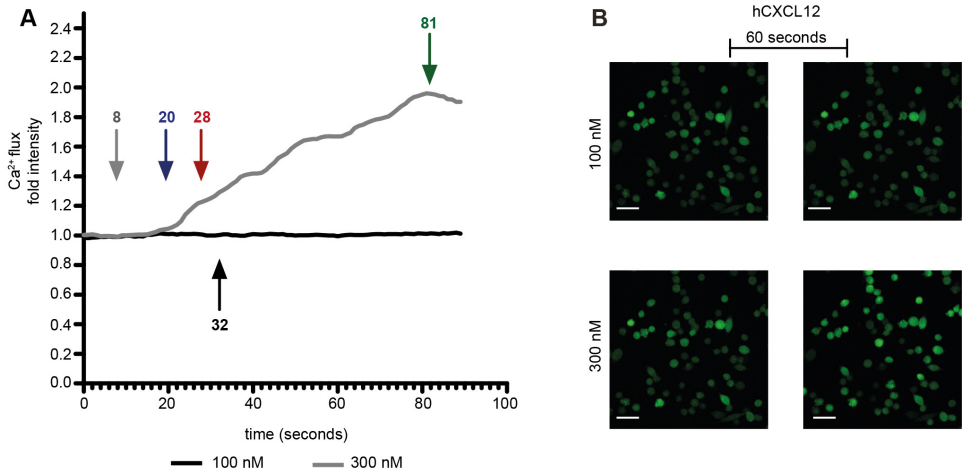 A
Ca²⁺ flux
fold intensity
2.4
2.2
2.0
1.8
1.6
1.4
1.2
1.0
0.8
0.6
0.4
0.2
0.0
8
20
28
81
32
0
20
40
60
80
100
time (seconds)
100 nM
300 nM
B
hCXCL12
60 seconds
100 nM
300 nM